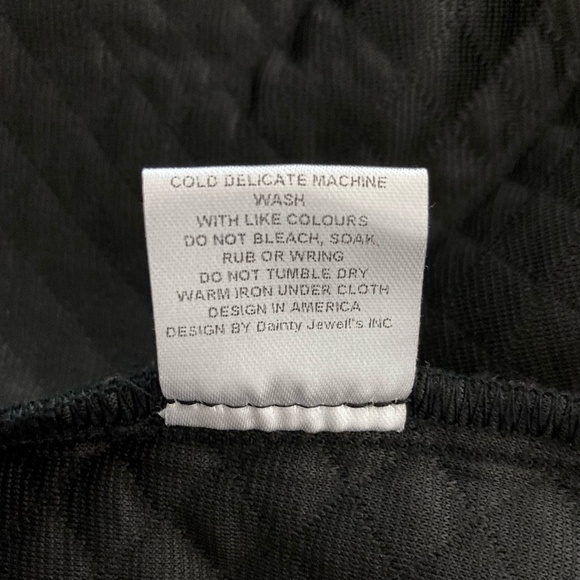 COLD DELICATE MACHINE
WASH
WITH LIKE COLOURS
DO NOT BLEACH, SOAK,
RUB OR WRING
DO NOT TUMBLE DRY
WARM IRON UNDER CLOTH
DESIGN IN AMERICA
DESIGN BY Dainty Jewell's INC